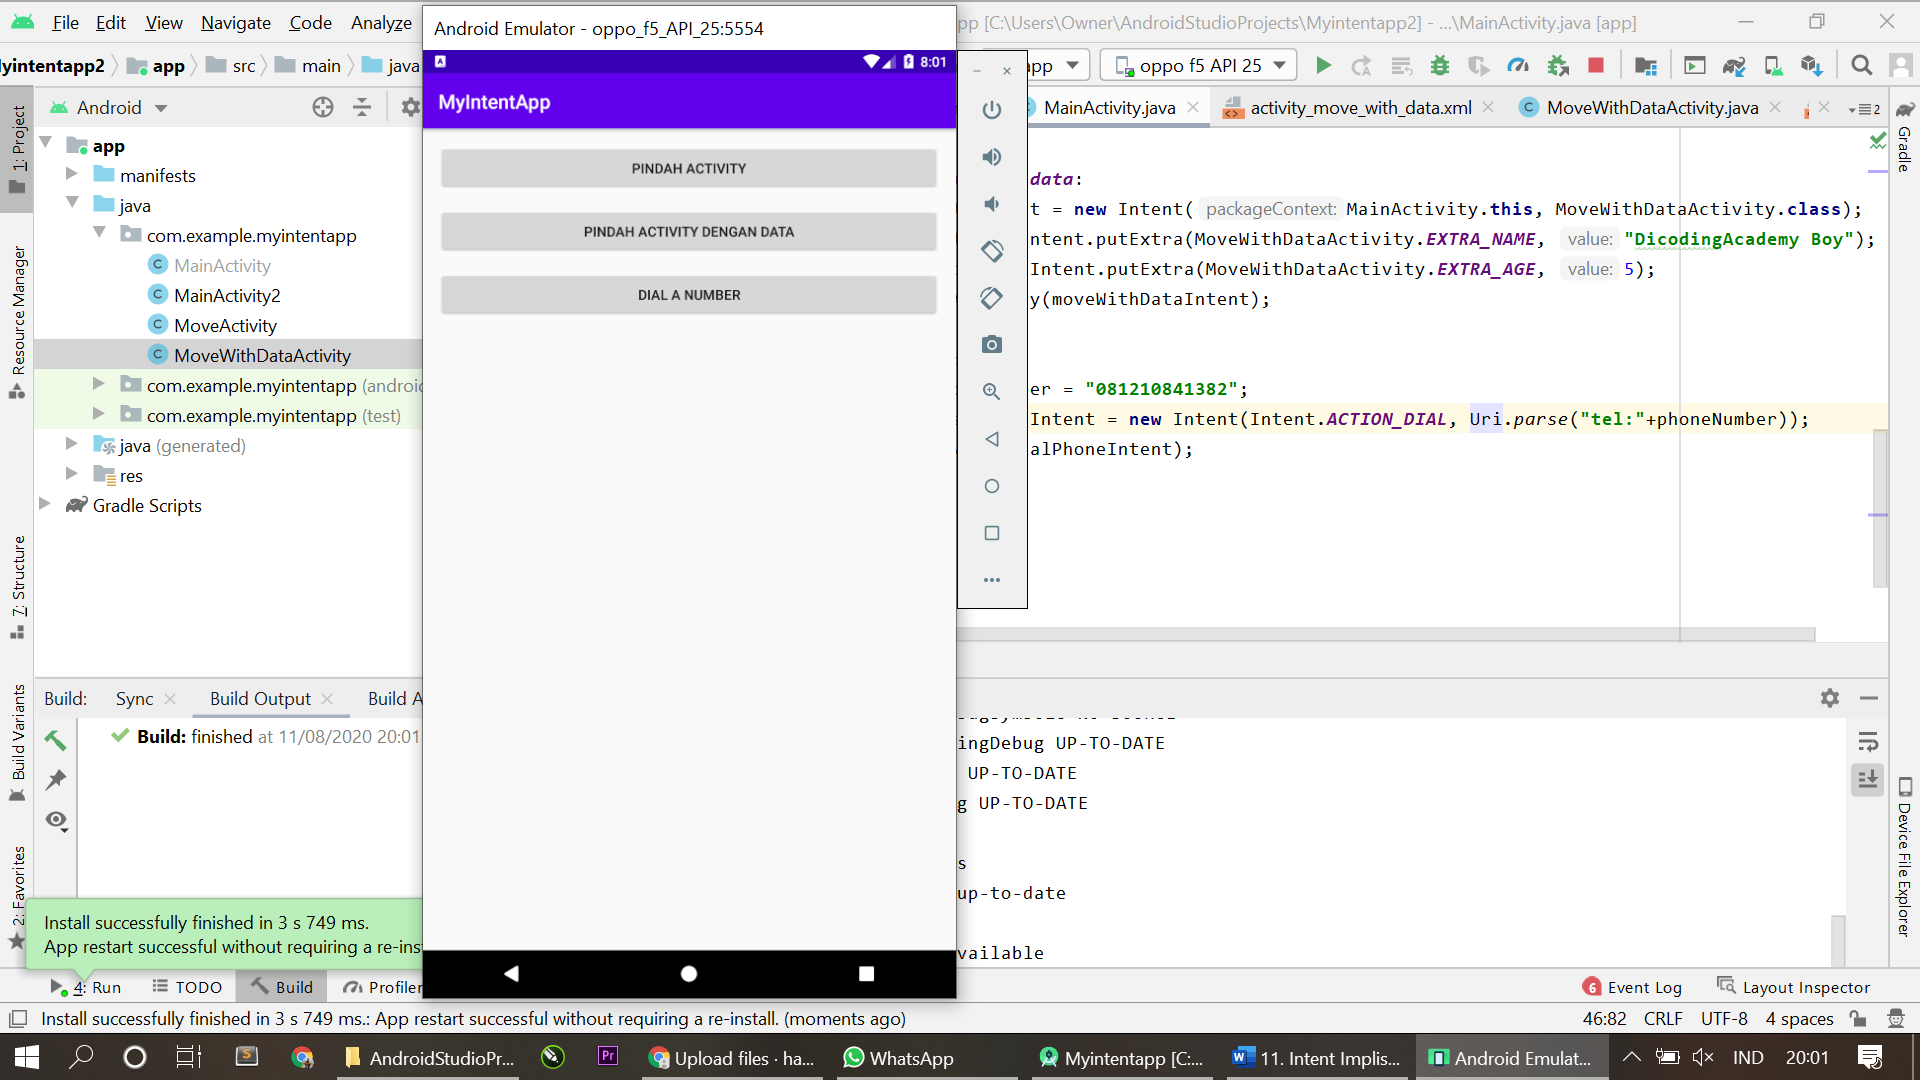 File Edit View Navigate Code Analyze
Android Emulator - oppo_f5_API_25:5554
pp [C:\Users\Owner\AndroidStudioProjects\Myintentapp2] - ...\MainActivity.java [app]
yintentapp2 app src main java
app oppo f5 API 25
8:01
MyIntentApp
Android
MainActivity.java activity_move_with_data.xml MoveWithDataActivity.java 2
1: Project
Resource Manager
7: Structure
Build Variants
2: Favorites
Gradle
Device File Explorer
app
manifests
java
com.example.myintentapp
MainActivity
MainActivity2
MoveActivity
MoveWithDataActivity
com.example.myintentapp (androi
com.example.myintentapp (test)
java (generated)
res
Gradle Scripts
PINDAH ACTIVITY
PINDAH ACTIVITY DENGAN DATA
DIAL A NUMBER
data:
t = new Intent( packageContext: MainActivity.this, MoveWithDataActivity.class);
ntent.putExtra(MoveWithDataActivity.EXTRA_NAME, value: "DicodingAcademy Boy");
Intent.putExtra(MoveWithDataActivity.EXTRA_AGE, value: 5);
y(moveWithDataIntent);
er = "081210841382";
Intent = new Intent(Intent.ACTION_DIAL, Uri.parse("tel:"+phoneNumber));
alPhoneIntent);
Build: Sync Build Output Build A
Build: finished at 11/08/2020 20:01
ingDebug UP-TO-DATE
UP-TO-DATE
g UP-TO-DATE
s
up-to-date
vailable
Install successfully finished in 3 s 749 ms.
App restart successful without requiring a re-ins
4: Run TODO Build Profiler
6 Event Log Layout Inspector
Install successfully finished in 3 s 749 ms.: App restart successful without requiring a re-install. (moments ago)
46:82 CRLF UTF-8 4 spaces
AndroidStudioPr... Pr Upload files · ha... WhatsApp Myintentapp [C:... 11. Intent Implis... Android Emulat... IND 20:01